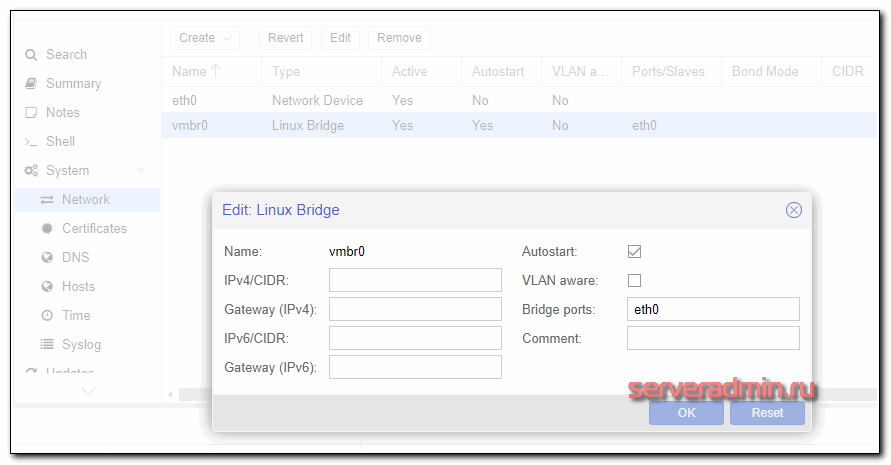 Create Revert Edit Remove
Search
Summary
Notes
Shell
System
Network
Certificates
DNS
Hosts
Time
Syslog
Updates
Name Type Active Autostart VLAN a... Ports/Slaves Bond Mode CIDR
eth0 Network Device Yes No No
vmbr0 Linux Bridge Yes Yes No eth0
Edit: Linux Bridge
Name: vmbr0 Autostart:
IPv4/CIDR: VLAN aware:
Gateway (IPv4): Bridge ports: eth0
IPv6/CIDR: Comment:
Gateway (IPv6):
serveradmin.ru
OK Reset